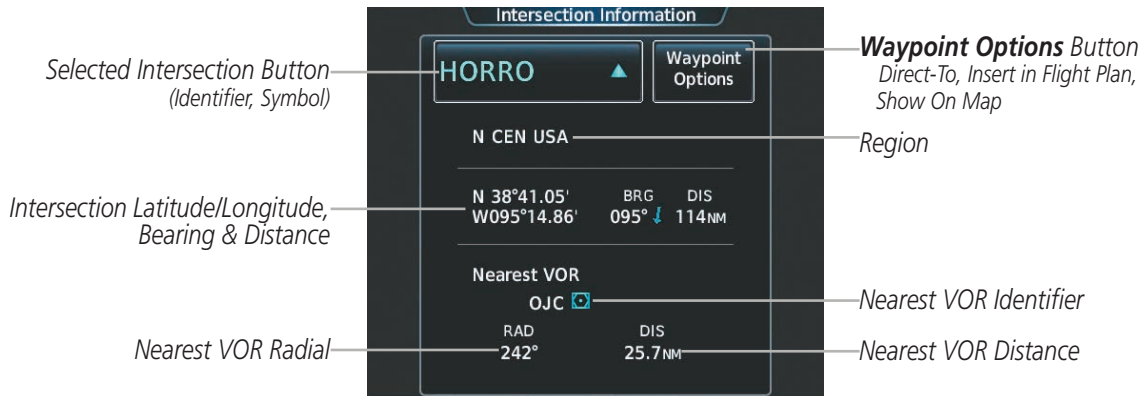 Intersection Information
Selected Intersection Button
(Identifier, Symbol)
HORRO
Waypoint
Options
Waypoint Options Button
Direct-To, Insert in Flight Plan,
Show On Map
N CEN USA
Region
Intersection Latitude/Longitude,
Bearing & Distance
N 38°41.05' BRG DIS
W095°14.86' 095° 114NM
Nearest VOR
OJC
Nearest VOR Identifier
RAD DIS
Nearest VOR Radial
242° 25.7NM
Nearest VOR Distance